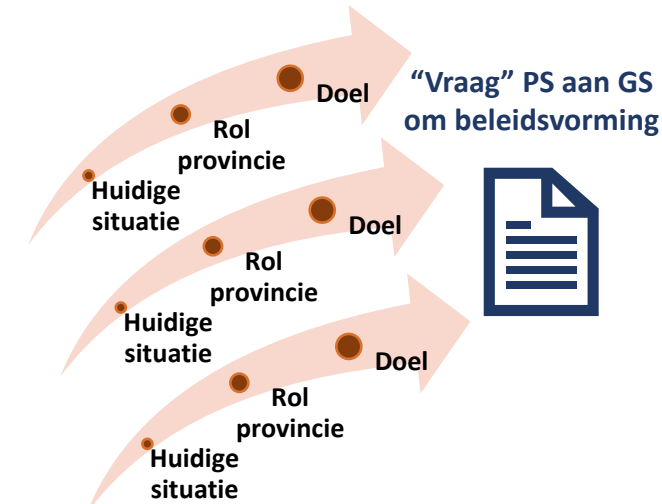 Doel
Rol
provincie
Huidige
situatie
“Vraag” PS aan GS
om beleidsvorming
Doel
Rol
provincie
Huidige
situatie
Doel
Rol
provincie
Huidige
situatie